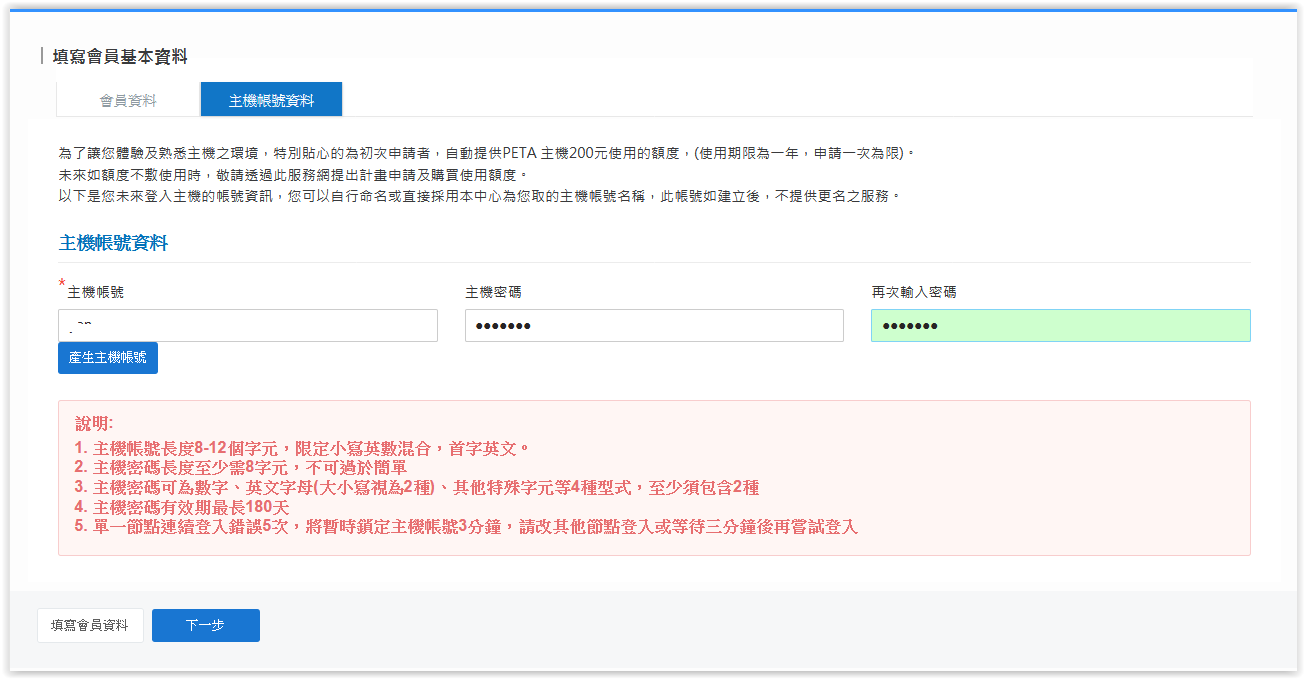 填寫會員基本資料
會員資料
主機帳號資料
為了讓您體驗及熟悉主機之環境，特別貼心的為初次申請者，自動提供PETA 主機200元使用的額度，(使用期限為一年，申請一次為限)。
未來如額度不敷使用時，敬請透過此服務網提出計畫申請及購買使用額度。
以下是您未來登入主機的帳號資訊，您可以自行命名或直接採用本中心為您取的主機帳號名稱，此帳號如建立後，不提供更名之服務。
主機帳號資料
*主機帳號
主機密碼
再次輸入密碼
•••••••
•••••••
產生主機帳號
說明:
1. 主機帳號長度8-12個字元，限定小寫英數混合，首字英文。
2. 主機密碼長度至少需8字元，不可過於簡單
3. 主機密碼可為數字、英文字母(大小寫視為2種)、其他特殊字元等4種型式，至少須包含2種
4. 主機密碼有效期最長180天
5. 單一節點連續登入錯誤5次，將暫時鎖定主機帳號3分鐘，請改其他節點登入或等待三分鐘後再嘗試登入
填寫會員資料
下一步